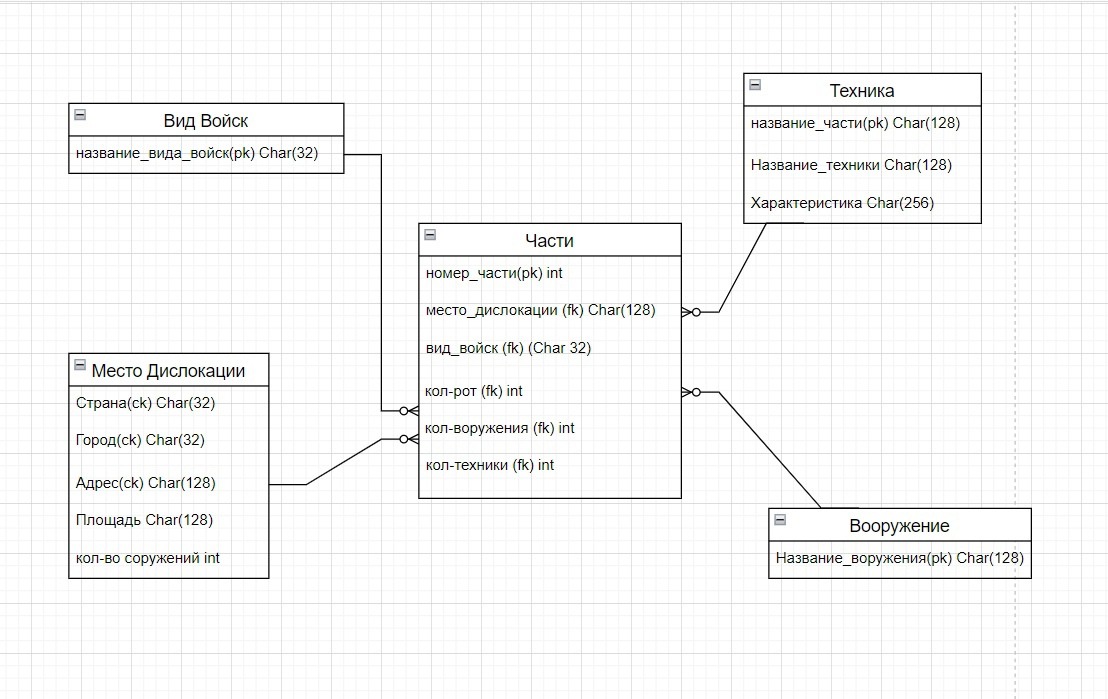 Вид Войск
название_вида_войск(pk) Char(32)
Техника
название_части(pk) Char(128)
Название_техники Char(128)
Характеристика Char(256)
Части
номер_части(pk) int
место_дислокации (fk) Char(128)
вид_войск (fk) (Char 32)
кол-рот (fk) int
кол-воружения (fk) int
кол-техники (fk) int
Место Дислокации
Страна(ck) Char(32)
Город(ck) Char(32)
Адрес(ck) Char(128)
Площадь Char(128)
кол-во соружений int
Вооружение
Название_воружения(pk) Char(128)